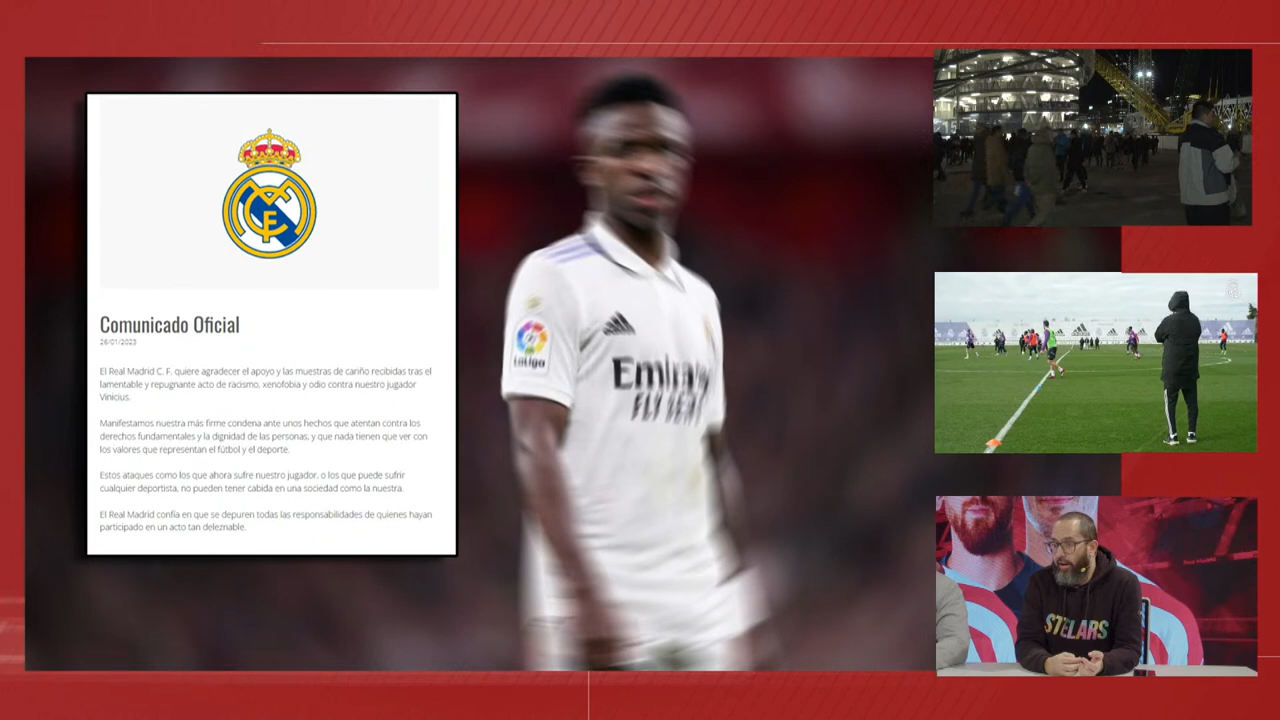 Comunicado Oficial
26/01/2023
El Real Madrid C. F. quiere agradecer el apoyo y las muestras de cariño recibidas tras el
lamentable y repugnante acto de racismo, xenofobia y odio contra nuestro jugador
Vinicius.
Manifestamos nuestra más firme condena ante unos hechos que atentan contra los
derechos fundamentales y la dignidad de las personas, y que nada tienen que ver con
los valores que representan el fútbol y el deporte.
Estos ataques como los que ahora sufre nuestro jugador, o los que puede sufrir
cualquier deportista, no pueden tener cabida en una sociedad como la nuestra.
El Real Madrid confía en que se depuren todas las responsabilidades de quienes hayan
participado en un acto tan deleznable.
LaLiga
Emirates
FLY BETTER
STELARS